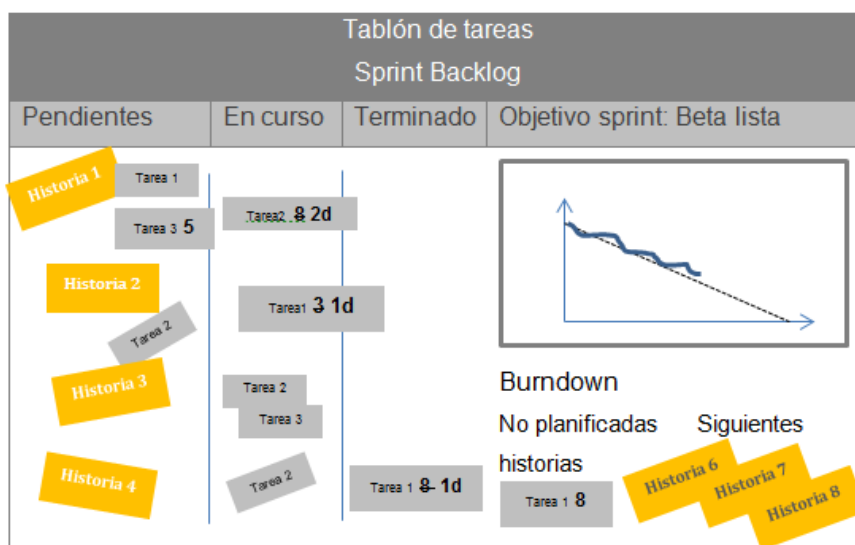 Tablón de tareas
Sprint Backlog
Pendientes En curso Terminado Objetivo sprint: Beta lista
Historia 1
Tarea 1
Tarea 3 5
Tarea2 8 2d
Historia 2
Tarea 2
Tarea1 3 1d
Historia 3
Tarea 2
Tarea 3
Historia 4
Tarea 2
Tarea 1 8 1d
Burndown
No planificadas Siguientes
historias
Tarea 1 8
Historia 6
Historia 7
Historia 8